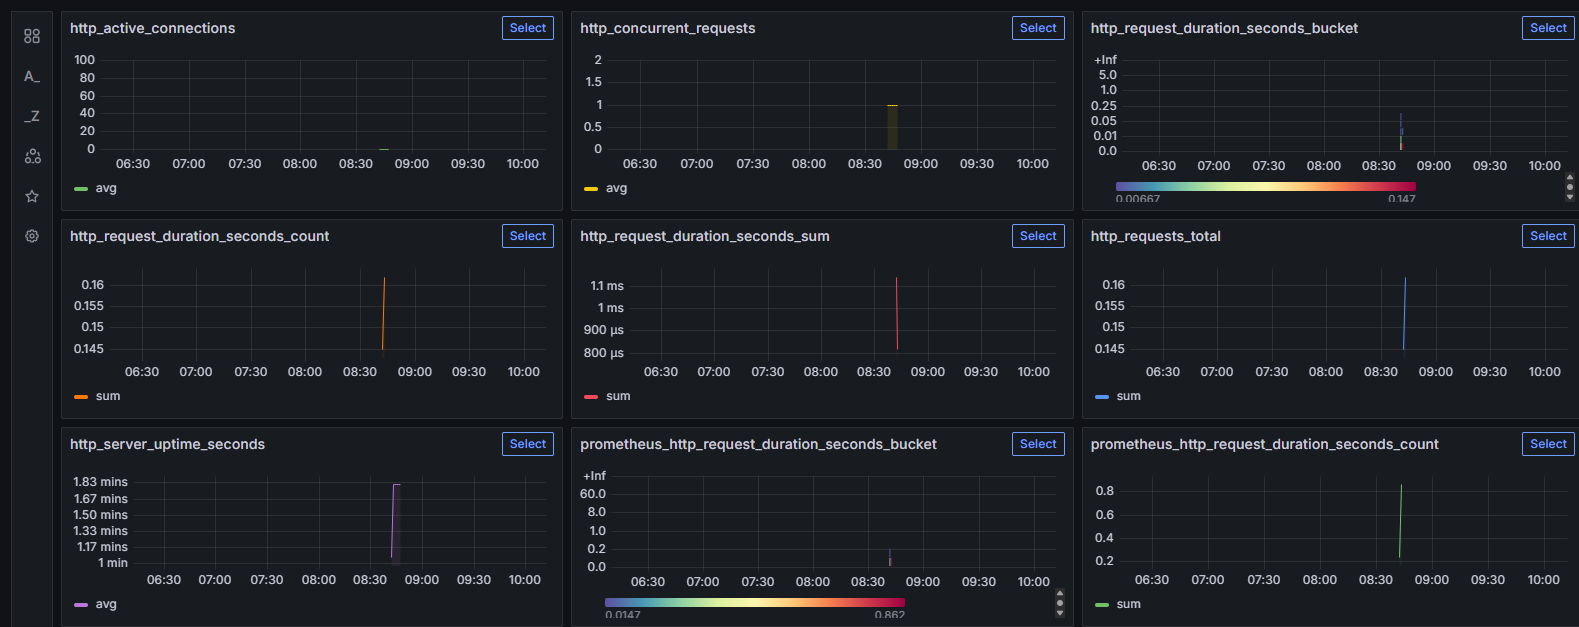 http_active_connections Select
100
80
60
40
20
0
06:30 07:00 07:30 08:00 08:30 09:00 09:30 10:00
avg
http_concurrent_requests Select
2
1.5
1
0.5
0
06:30 07:00 07:30 08:00 08:30 09:00 09:30 10:00
avg
http_request_duration_seconds_bucket Select
+Inf
5.0
1.0
0.25
0.05
0.01
0.0
06:30 07:00 07:30 08:00 08:30 09:00 09:30 10:00
0.00667 0.147
A_
_Z
http_request_duration_seconds_count Select
0.16
0.155
0.15
0.145
06:30 07:00 07:30 08:00 08:30 09:00 09:30 10:00
sum
http_request_duration_seconds_sum Select
1.1 ms
1 ms
900 µs
800 µs
06:30 07:00 07:30 08:00 08:30 09:00 09:30 10:00
sum
http_requests_total Select
0.16
0.155
0.15
0.145
06:30 07:00 07:30 08:00 08:30 09:00 09:30 10:00
sum
http_server_uptime_seconds Select
1.83 mins
1.67 mins
1.50 mins
1.33 mins
1.17 mins
1 min
06:30 07:00 07:30 08:00 08:30 09:00 09:30 10:00
avg
prometheus_http_request_duration_seconds_bucket Select
+Inf
60.0
8.0
1.0
0.2
0.0
06:30 07:00 07:30 08:00 08:30 09:00 09:30 10:00
0.0147 0.862
prometheus_http_request_duration_seconds_count Select
0.8
0.6
0.4
0.2
06:30 07:00 07:30 08:00 08:30 09:00 09:30 10:00
sum